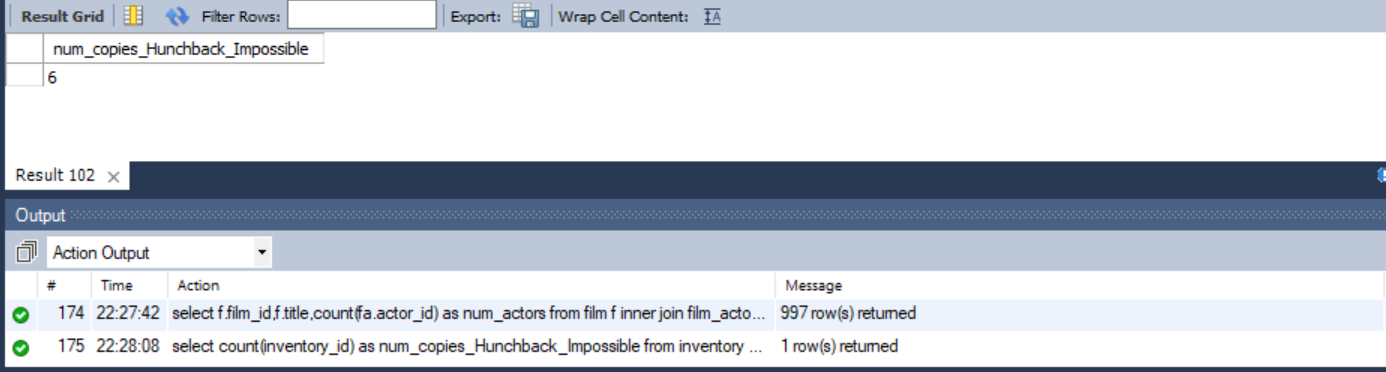 Result Grid Filter Rows: Export: Wrap Cell Content: IA
num_copies_Hunchback_Impossible
6
Result 102 ×
Output
Action Output
# Time Action Message
174 22:27:42 select f.film_id,f.title,count(fa.actor_id) as num_actors from film f inner join film_acto... 997 row(s) returned
175 22:28:08 select count(inventory_id) as num_copies_Hunchback_Impossible from inventory ... 1 row(s) returned